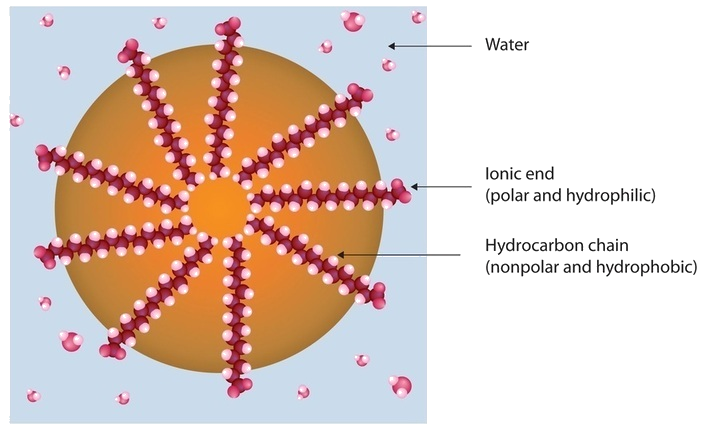 Water
Ionic end
(polar and hydrophilic)
Hydrocarbon chain
(nonpolar and hydrophobic)